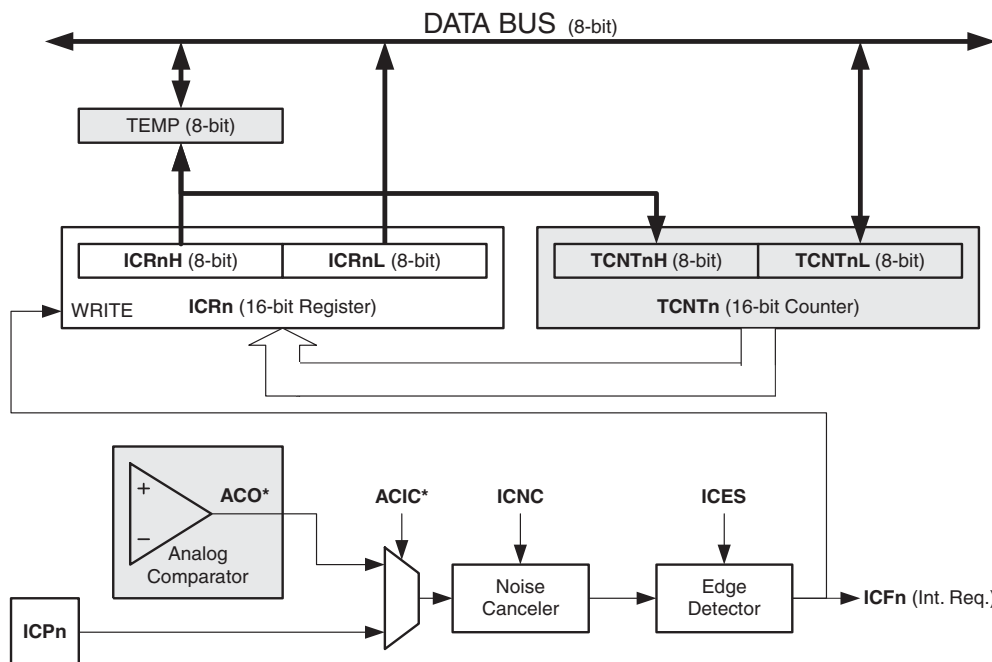 DATA BUS (8-bit)
TEMP (8-bit)
ICRnH (8-bit) ICRnL (8-bit) TCNTnH (8-bit) TCNTnL (8-bit)
WRITE ICRn (16-bit Register) TCNTn (16-bit Counter)
+ ACO* ACIC* ICNC ICES
−
Analog
Comparator
Noise
Canceler
Edge
Detector
ICFn (Int. Req.)
ICPn